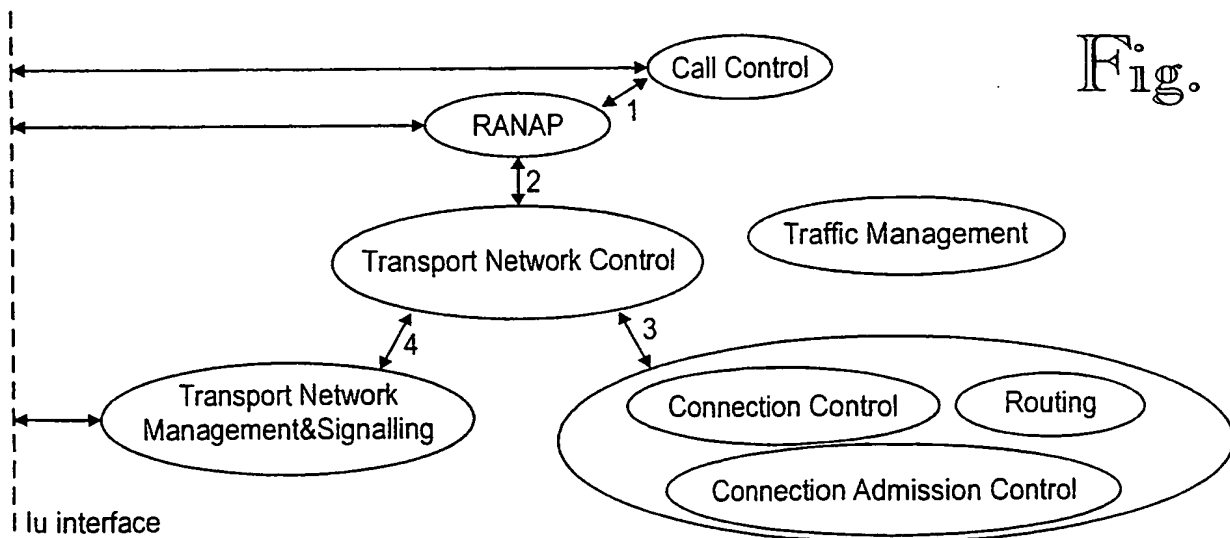 Fig.
Call Control
1
RANAP
2
Traffic Management
Transport Network Control
3
4
Transport Network
Management&Signalling
Connection Control
Routing
Connection Admission Control
Iu interface